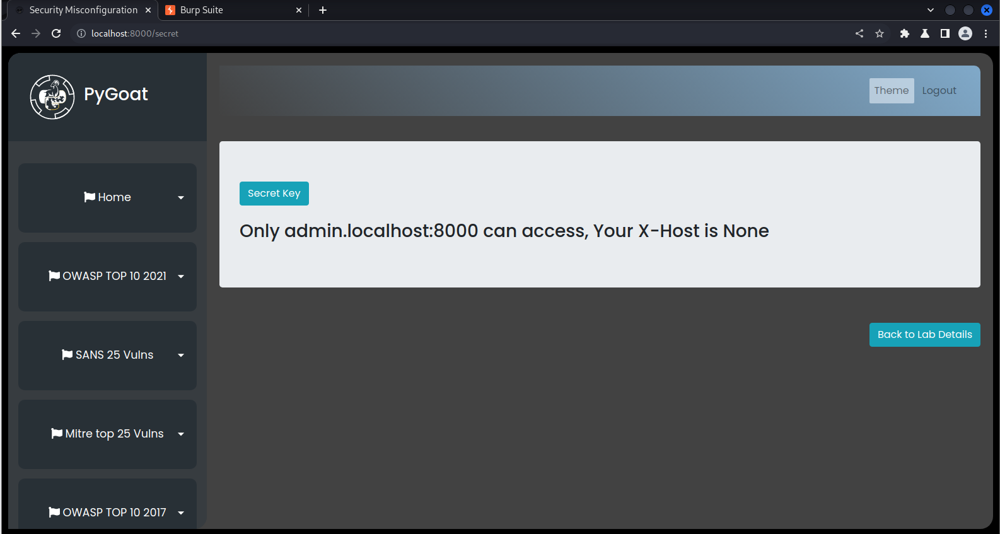 Security Misconfiguration
Burp Suite
localhost:8000/secret
PyGoat
Theme
Logout
Home
OWASP TOP 10 2021
SANS 25 Vulns
Mitre top 25 Vulns
OWASP TOP 10 2017
Secret Key
Only admin.localhost:8000 can access, Your X-Host is None
Back to Lab Details